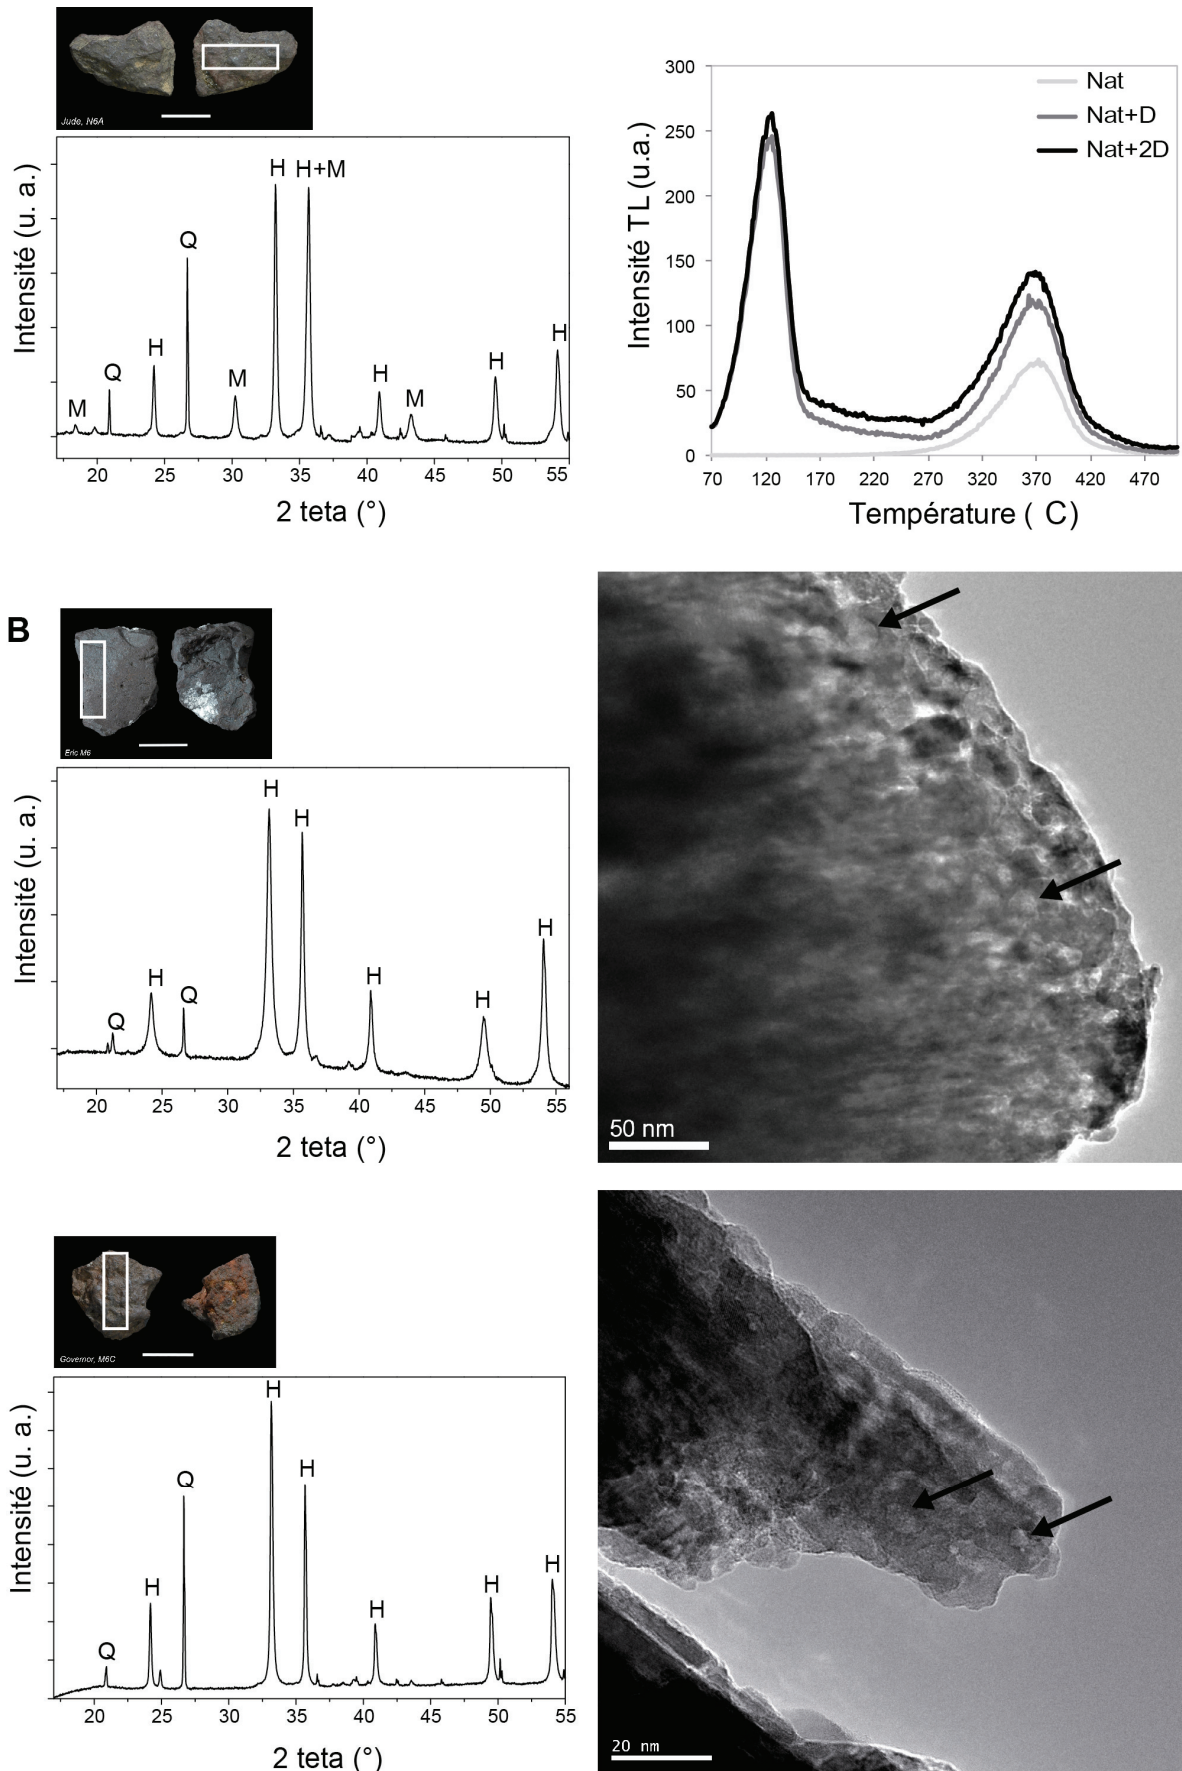 Jude, N6A
Intensité (u. a.)
M
Q
H
Q
M
H
H+M
H
M
H
H
20 25 30 35 40 45 50 55
2 teta (°)
Intensité TL (u.a.)
300
250
200
150
100
50
0
Nat
Nat+D
Nat+2D
70 120 170 220 270 320 370 420 470
Température ( C)
B
Eric M6
Intensité (u. a.)
Q
H
Q
H
H
H
H
H
20 25 30 35 40 45 50 55
2 teta (°)
50 nm
Governor, M6C
Intensité (u. a.)
Q
H
Q
H
H
H
H
H
20 25 30 35 40 45 50 55
2 teta (°)
20 nm